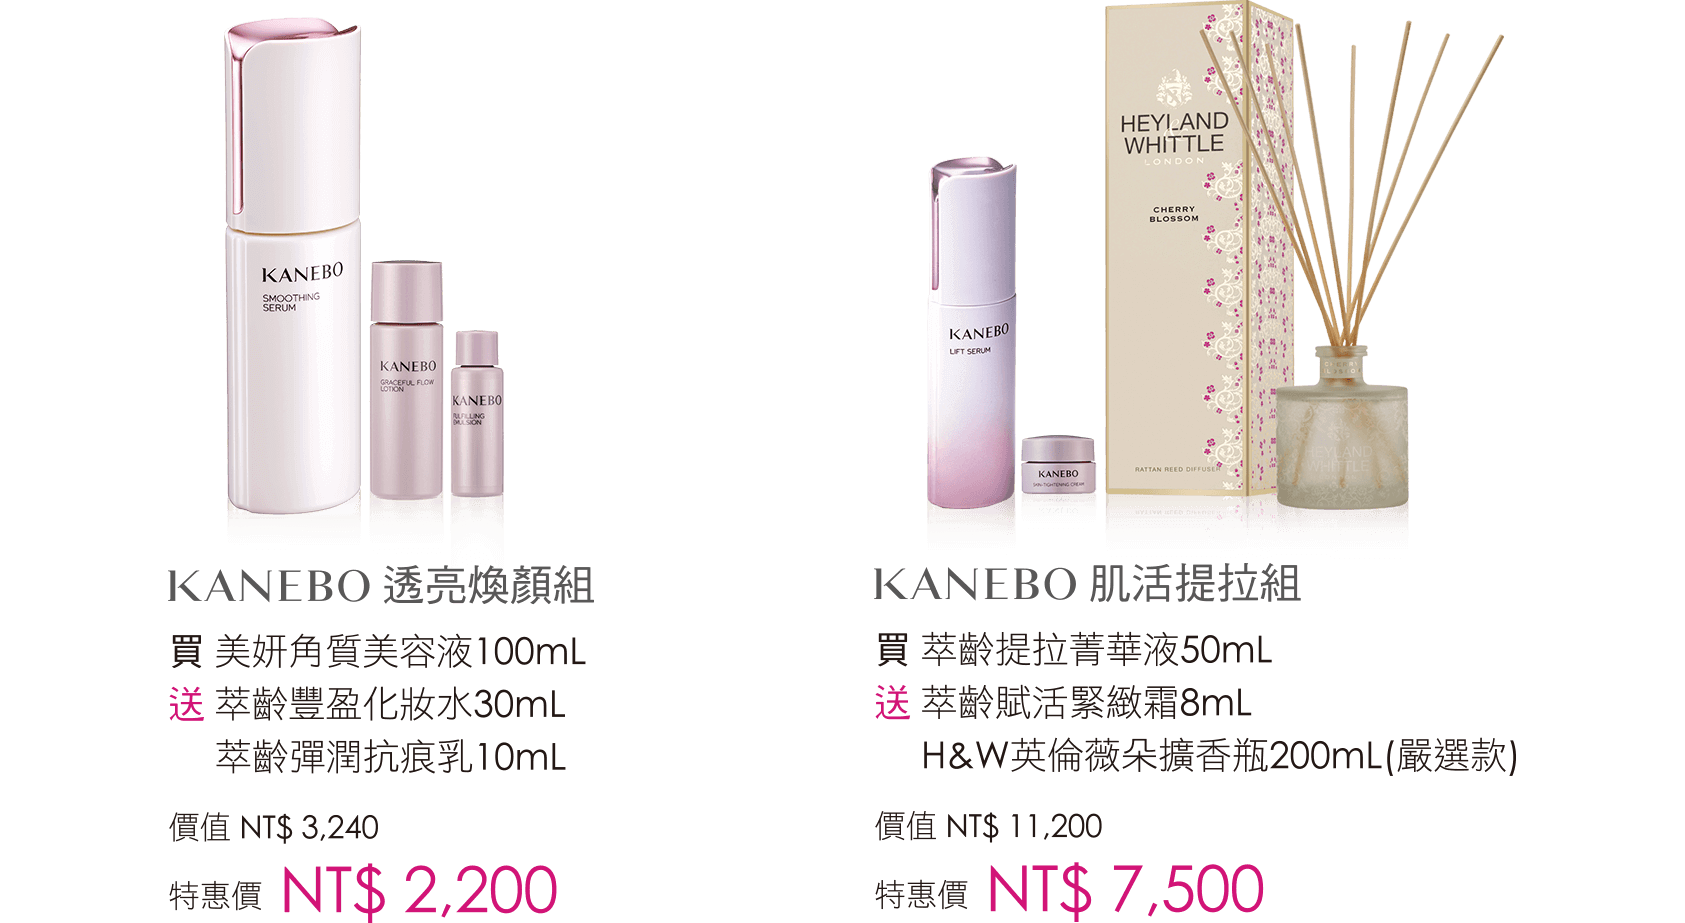 KANEBO
SMOOTHING
SERUM
KANEBO
GRACEFUL FLOW
LOTION
KANEBO
FULFILLING
EMULSION
KANEBO 透亮煥顏組
買 美妍角質美容液100mL
送 萃齡豐盈化妝水30mL
萃齡彈潤抗痕乳10mL
價值 NT$ 3,240
特惠價 NT$ 2,200
KANEBO
LIFT SERUM
KANEBO
SKIN-TIGHTENING CREAM
HEYLAND
WHITTLE
LONDON
CHERRY
BLOSSOM
RATTAN REED DIFFUSER
CHERRY
BLOSSOM
HEYLAND
WHITTLE
KANEBO 肌活提拉組
買 萃齡提拉菁華液50mL
送 萃齡賦活緊緻霜8mL
H&W英倫薇朵擴香瓶200mL(嚴選款)
價值 NT$ 11,200
特惠價 NT$ 7,500